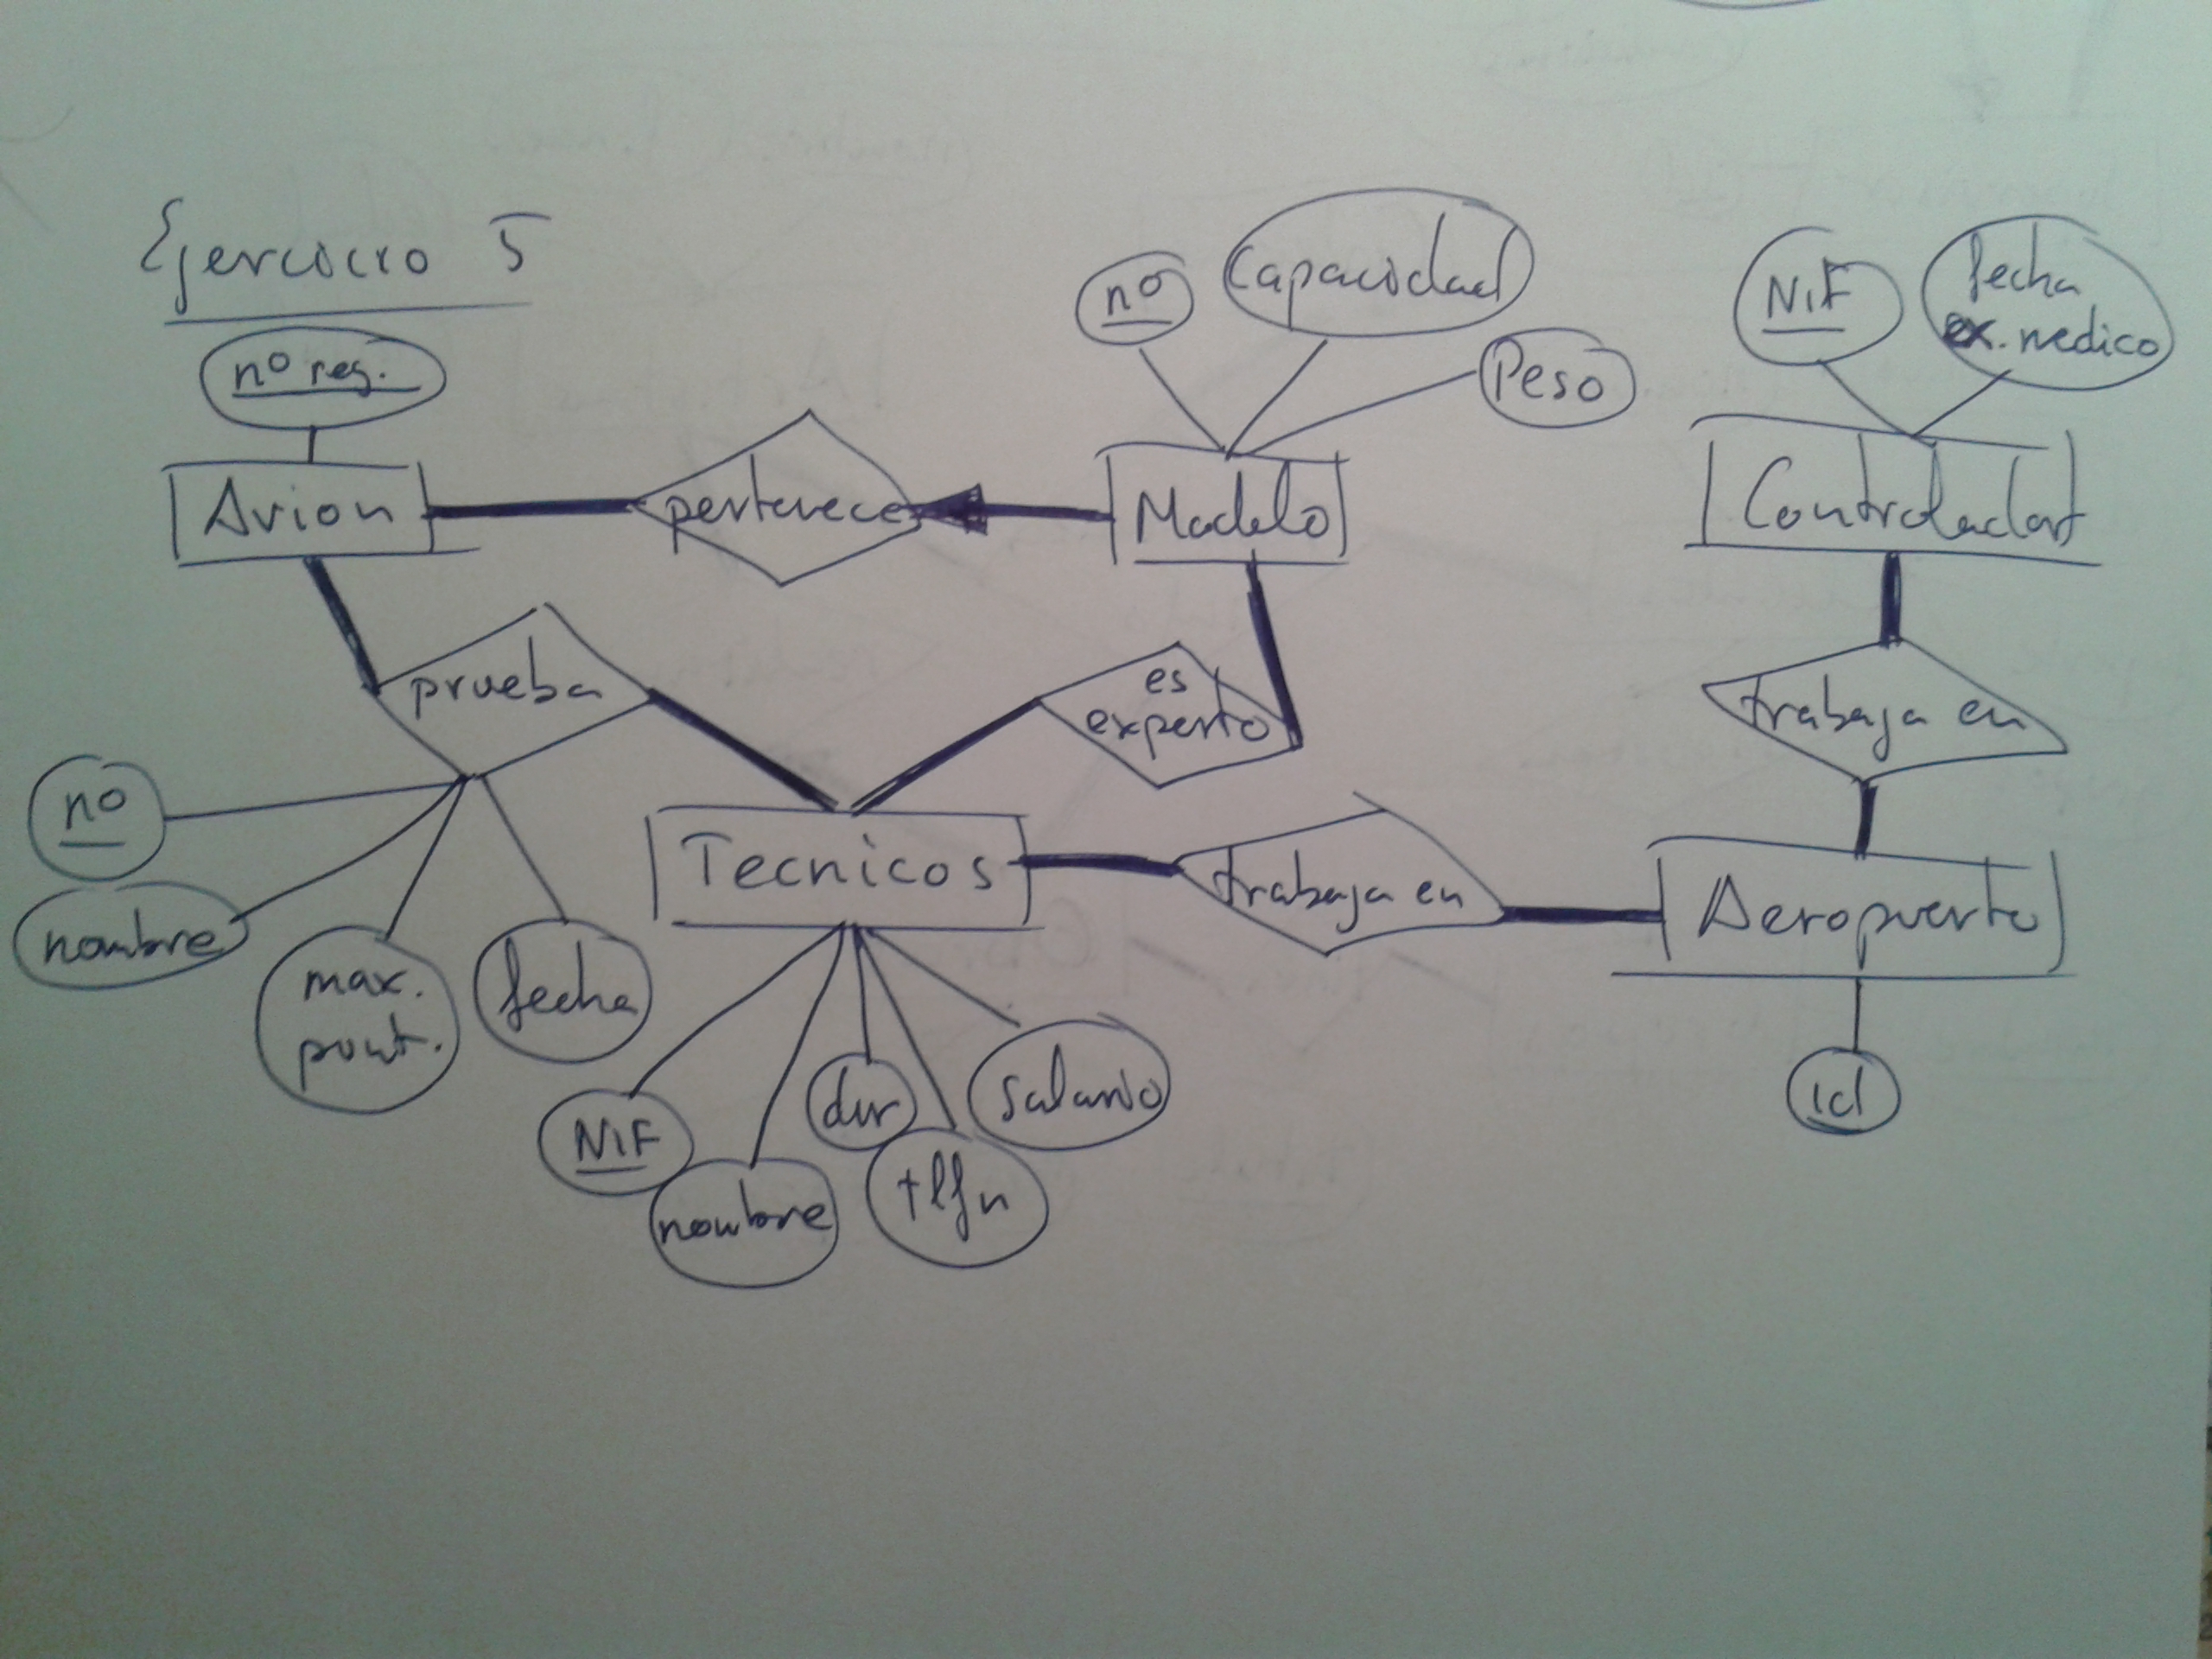 Ejercicio 5
nº reg.
Avion
pertenece
nº
Capacidad
Peso
Modelo
NIF
fecha
ex. medico
Controlador
prueba
es
experto
trabaja en
nº
nombre
max.
punt.
fecha
Tecnicos
trabaja en
Aeropuerto
NIF
nombre
dir
tlfn
salario
id